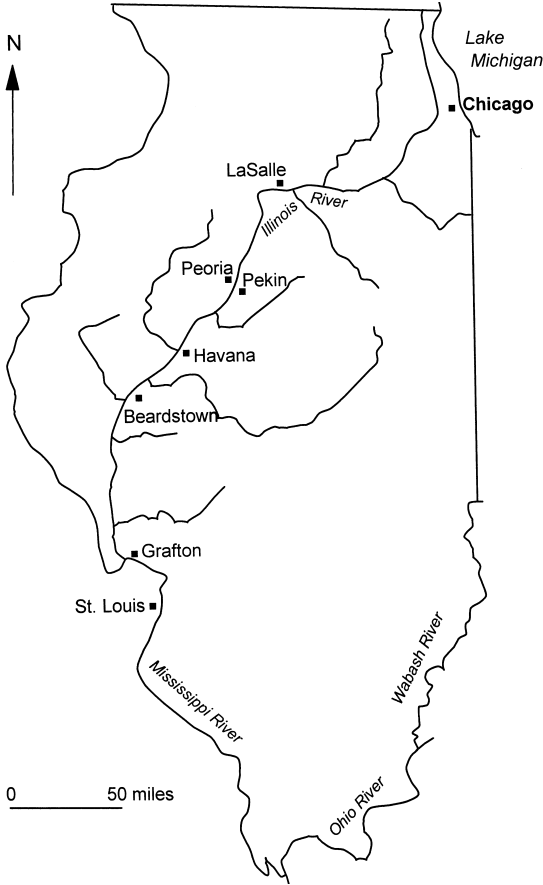 N
Lake
Michigan
Chicago
LaSalle
Illinois
River
Peoria
Pekin
Havana
Beardstown
Grafton
St. Louis
Mississippi River
Wabash River
Ohio River
0
50 miles